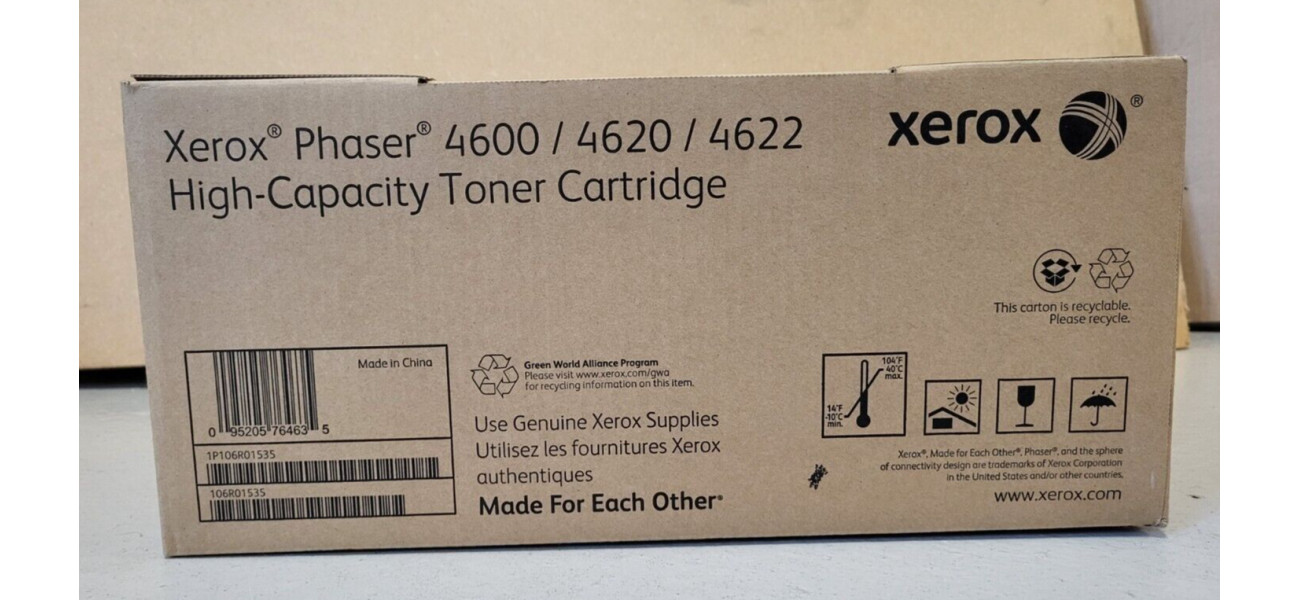 Xerox® Phaser® 4600 / 4620 / 4622
High-Capacity Toner Cartridge
xerox ®
This carton is recyclable.
Please recycle.
Made in China
0 95205 76463 5
1P106R01535
106R01535
Green World Alliance Program
Please visit www.xerox.com/gwa
for recycling information on this item.
Use Genuine Xerox Supplies
Utilisez les fournitures Xerox
authentiques
Made For Each Other®
104°F
40°C
max.
14°F
-10°C
min.
Xerox®, Made for Each Other®, Phaser®, and the sphere
of connectivity design are trademarks of Xerox Corporation
in the United States and/or other countries.
www.xerox.com